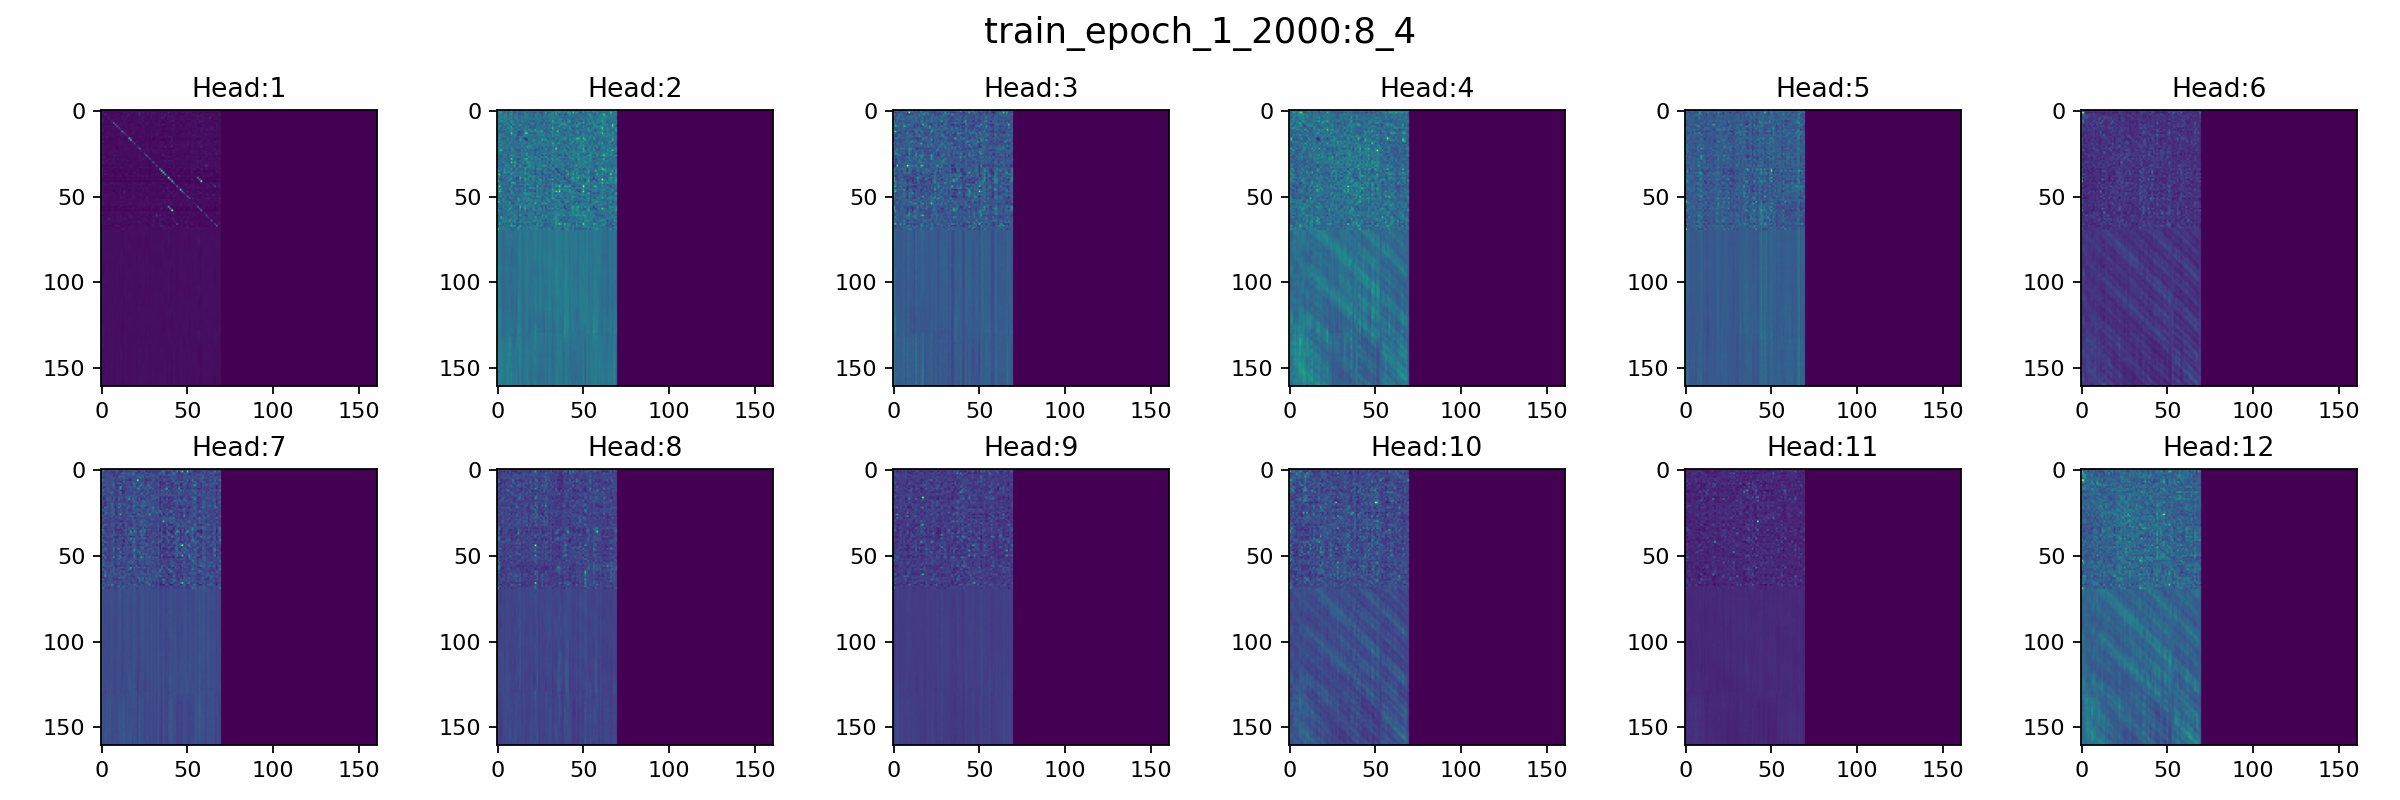 train_epoch_1_2000:8_4
Head:1 Head:2 Head:3 Head:4 Head:5 Head:6
0 0 0 0 0 0
50 50 50 50 50 50
100 100 100 100 100 100
150 150 150 150 150 150
0 50 100 150 0 50 100 150 0 50 100 150 0 50 100 150 0 50 100 150 0 50 100 150
Head:7 Head:8 Head:9 Head:10 Head:11 Head:12
0 0 0 0 0 0
50 50 50 50 50 50
100 100 100 100 100 100
150 150 150 150 150 150
0 50 100 150 0 50 100 150 0 50 100 150 0 50 100 150 0 50 100 150 0 50 100 150